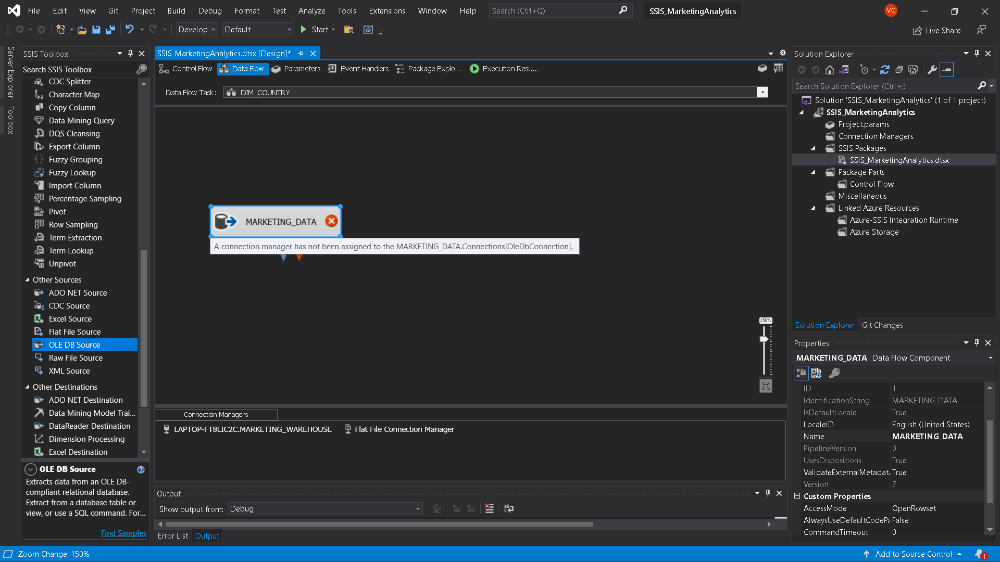 File Edit View Git Project Build Debug Format Test Analyze Tools Extensions Window Help Search (Ctrl+Q) SSIS_MarketingAnalytics VC
Develop Default Start Live Share
Server Explorer
Toolbox
SSIS Toolbox
Search SSIS Toolbox
CDC Splitter
Character Map
Copy Column
Data Mining Query
DQS Cleansing
Export Column
Fuzzy Grouping
Fuzzy Lookup
Import Column
Percentage Sampling
Pivot
Row Sampling
Term Extraction
Term Lookup
Unpivot
Other Sources
ADO NET Source
CDC Source
Excel Source
Flat File Source
OLE DB Source
Raw File Source
XML Source
Other Destinations
ADO NET Destination
Data Mining Model Trai...
DataReader Destination
Dimension Processing
Excel Destination
OLE DB Source
Extracts data from an OLE DB-
compliant relational database.
Extract from a database table or
view, or use a SQL command. For...
Find Samples
SSIS_MarketingAnalytics.dtsx [Design]*
Control Flow Data Flow Parameters Event Handlers Package Explo... Execution Resu...
Data Flow Task: DIM_COUNTRY
MARKETING_DATA
A connection manager has not been assigned to the MARKETING_DATA.Connections[OleDbConnection].
150%
Connection Managers
LAPTOP-FT8LIC2C.MARKETING_WAREHOUSE Flat File Connection Manager
Output
Show output from: Debug
Error List Output
Solution Explorer
Search Solution Explorer (Ctrl+;)
Solution 'SSIS_MarketingAnalytics' (1 of 1 project)
SSIS_MarketingAnalytics
Project.params
Connection Managers
SSIS Packages
SSIS_MarketingAnalytics.dtsx
Package Parts
Control Flow
Miscellaneous
Linked Azure Resources
Azure-SSIS Integration Runtime
Azure Storage
Solution Explorer Git Changes
Properties
MARKETING_DATA Data Flow Component
ID 1
IdentificationString MARKETING_DATA
IsDefaultLocale True
LocaleID English (United States)
Name MARKETING_DATA
PipelineVersion 0
UsesDispositions True
ValidateExternalMetadat True
Version 7
Custom Properties
AccessMode OpenRowset
AlwaysUseDefaultCodePa False
CommandTimeout 0
Zoom Change: 150% Add to Source Control 1